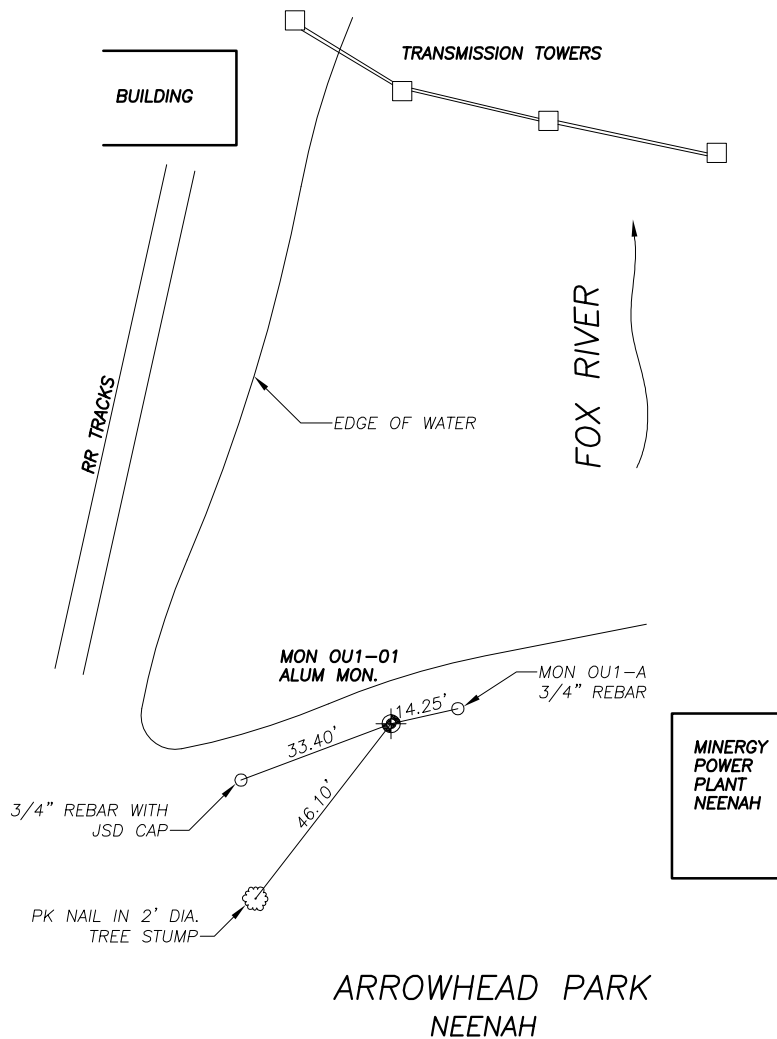 TRANSMISSION TOWERS
BUILDING
FOX RIVER
RR TRACKS
EDGE OF WATER
MON OU1-01
ALUM MON.
MON OU1-A
3/4" REBAR
14.25'
33.40'
46.10'
3/4" REBAR WITH
JSD CAP
MINERGY
POWER
PLANT
NEENAH
PK NAIL IN 2' DIA.
TREE STUMP
ARROWHEAD PARK
NEENAH